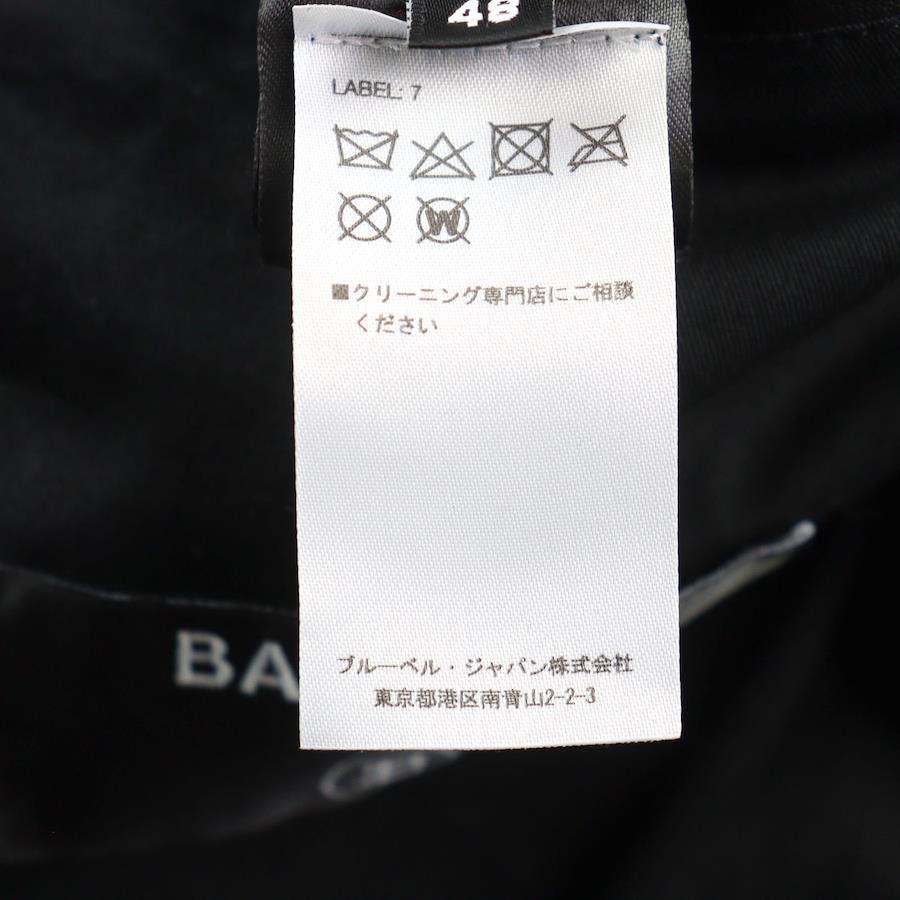 48
LABEL: 7
W
■クリーニング専門店にご相談
ください
BA
ブルーベル・ジャパン株式会社
東京都港区南青山2-2-3